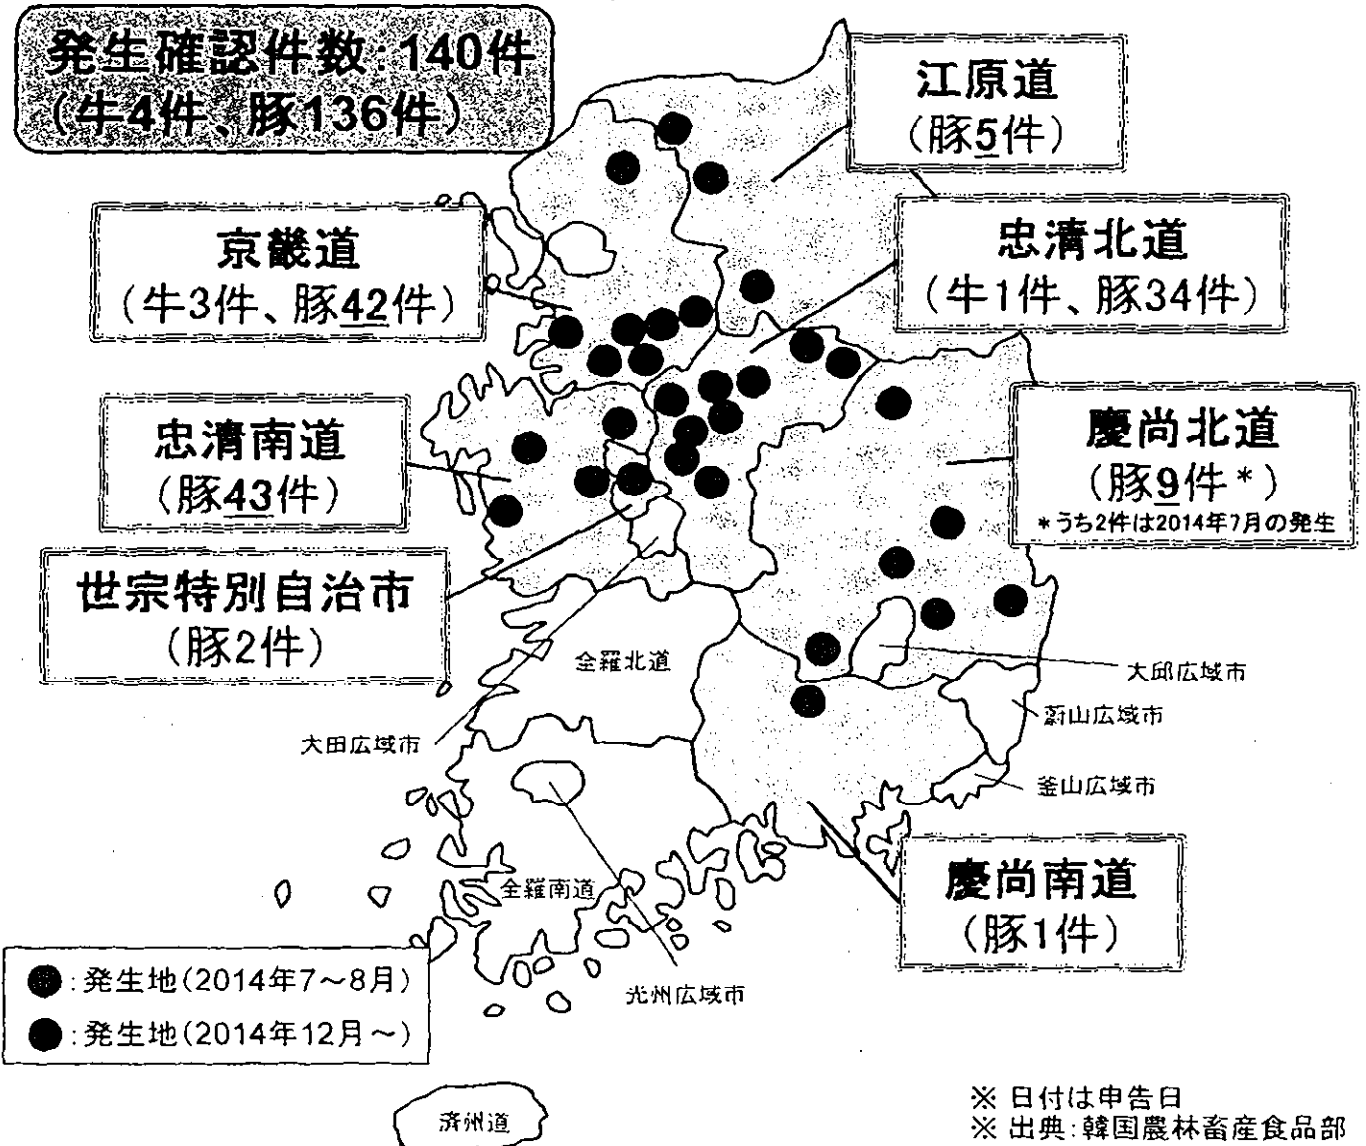 発生確認件数:140件
(牛4件、豚136件)
江原道
(豚5件)
京畿道
(牛3件、豚42件)
忠清北道
(牛1件、豚34件)
忠清南道
(豚43件)
慶尚北道
(豚9件*)
*うち2件は2014年7月の発生
世宗特別自治市
(豚2件)
全羅北道
大邱広域市
蔚山広域市
大田広域市
釜山広域市
慶尚南道
(豚1件)
全羅南道
光州広域市
●:発生地(2014年7~8月)
●:発生地(2014年12月~)
済州道
※ 日付は申告日
※ 出典:韓国農林畜産食品部